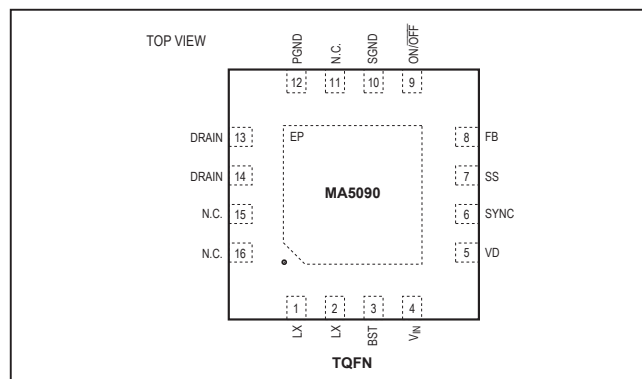 TOP VIEW
PGND
N.C.
SGND
ON/OFF
12
11
10
9
DRAIN 13
EP
8 FB
DRAIN 14
7 SS
MA5090
N.C. 15
6 SYNC
N.C. 16
5 VD
1
2
3
4
LX
LX
BST
VIN
TQFN